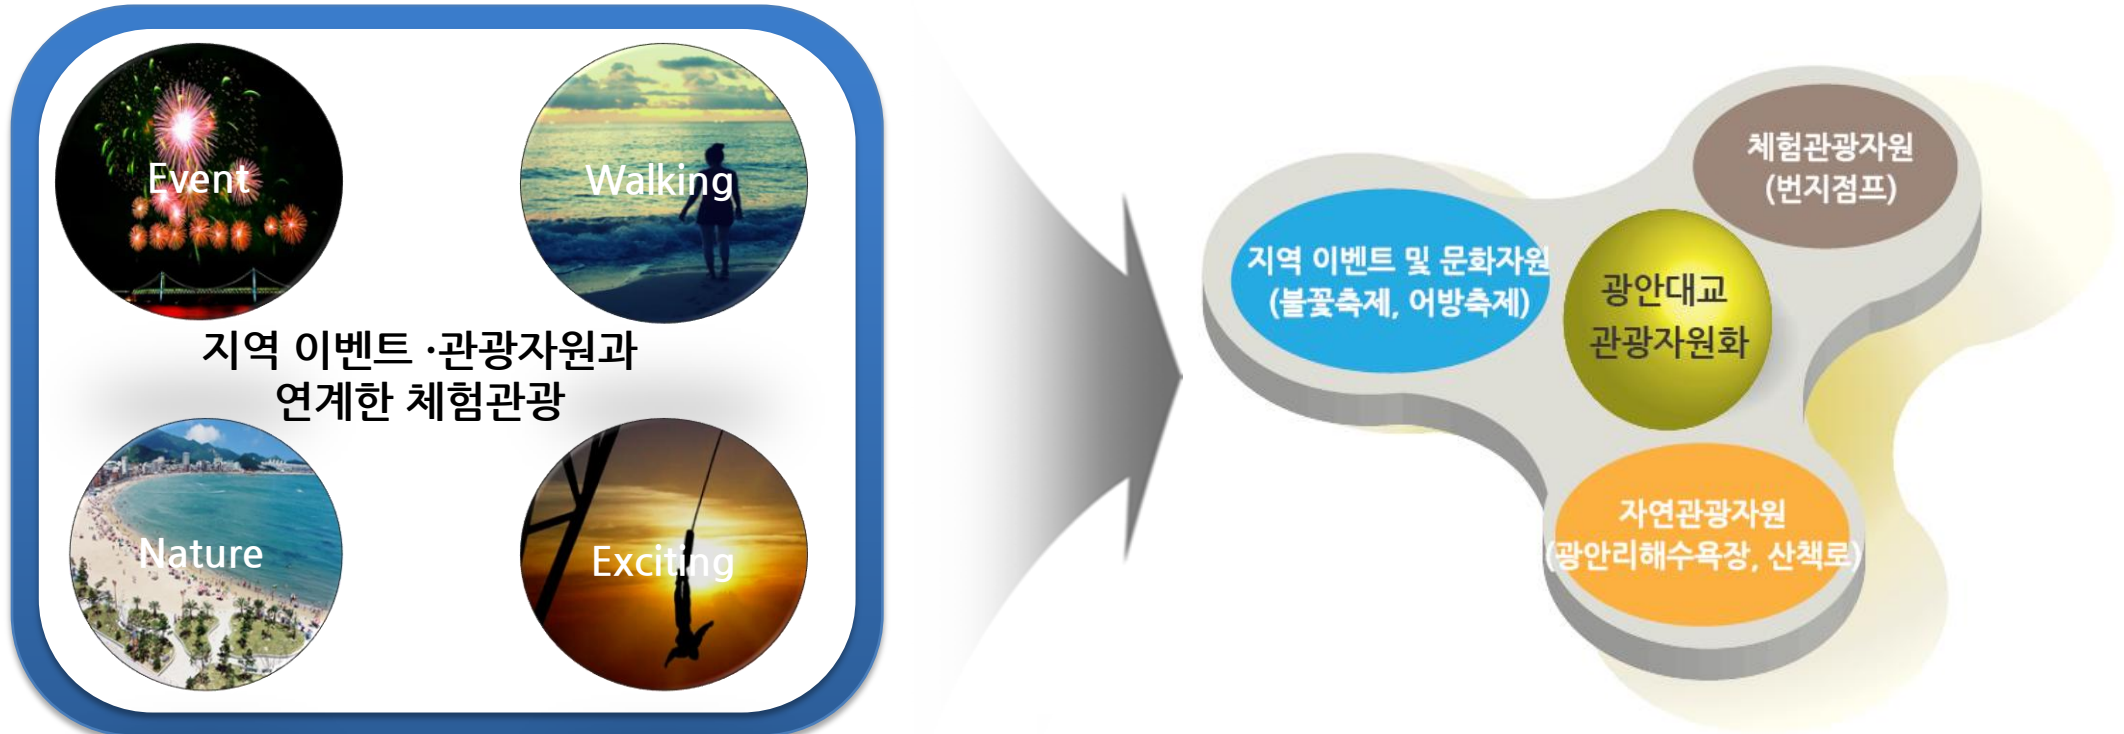 Event
Walking
지역 이벤트 ·관광자원과
연계한 체험관광
Nature
Exciting
체험관광자원
(번지점프)
지역 이벤트 및 문화자원
(불꽃축제, 어방축제)
광안대교
관광자원화
자연관광자원
(광안리해수욕장, 산책로)